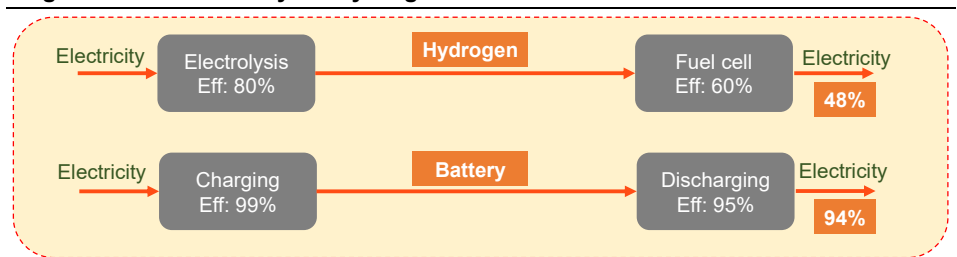 Hydrogen
Electricity
Electrolysis
Eff: 80%
Fuel cell
Eff: 60%
Electricity
48%
Battery
Electricity
Charging
Eff: 99%
Discharging
Eff: 95%
Electricity
94%